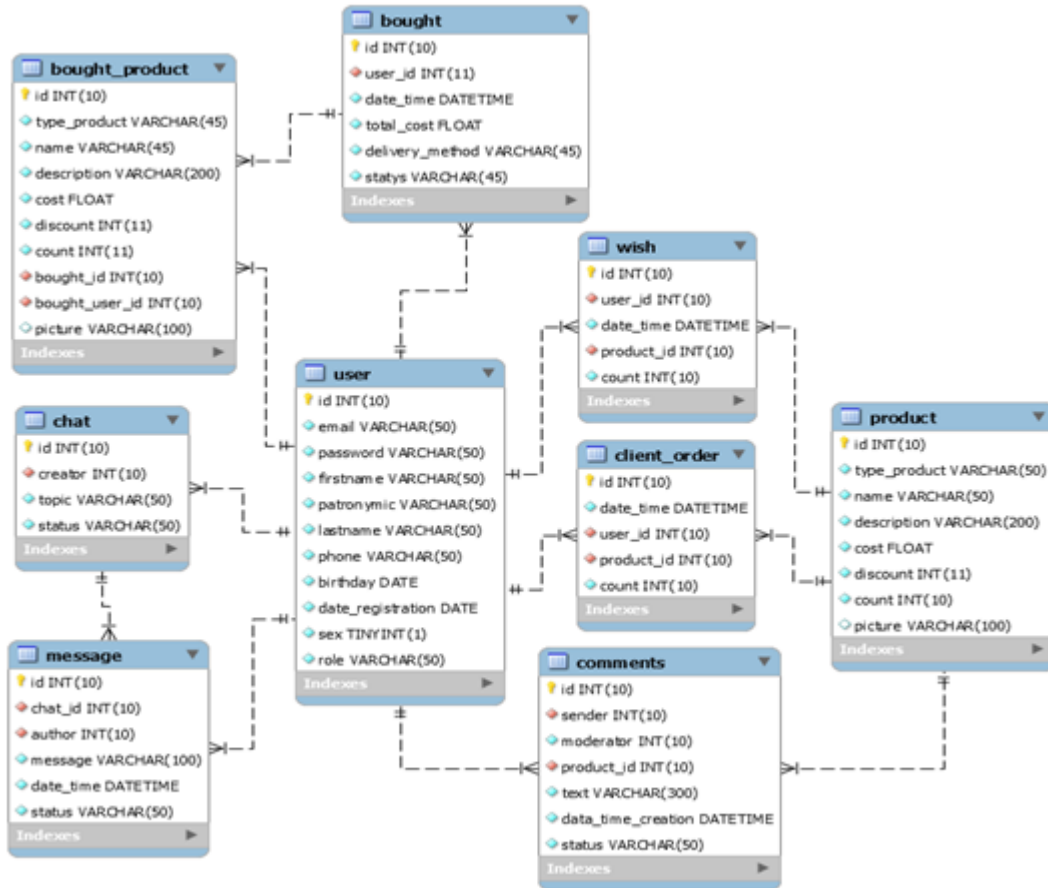 bought
id INT(10)
user_id INT(11)
date_time DATETIME
total_cost FLOAT
delivery_method VARCHAR(45)
statys VARCHAR(45)
Indexes
bought_product
id INT(10)
type_product VARCHAR(45)
name VARCHAR(45)
description VARCHAR(200)
cost FLOAT
discount INT(11)
count INT(11)
bought_id INT(10)
bought_user_id INT(10)
picture VARCHAR(100)
Indexes
wish
id INT(10)
user_id INT(10)
date_time DATETIME
product_id INT(10)
count INT(10)
Indexes
user
id INT(10)
email VARCHAR(50)
password VARCHAR(50)
firstname VARCHAR(50)
patronymic VARCHAR(50)
lastname VARCHAR(50)
phone VARCHAR(50)
birthday DATE
date_registration DATE
sex TINYINT(1)
role VARCHAR(50)
Indexes
chat
id INT(10)
creator INT(10)
topic VARCHAR(50)
status VARCHAR(50)
Indexes
client_order
id INT(10)
date_time DATETIME
user_id INT(10)
product_id INT(10)
count INT(10)
Indexes
product
id INT(10)
type_product VARCHAR(50)
name VARCHAR(50)
description VARCHAR(200)
cost FLOAT
discount INT(11)
count INT(10)
picture VARCHAR(100)
Indexes
message
id INT(10)
chat_id INT(10)
author INT(10)
message VARCHAR(100)
date_time DATETIME
status VARCHAR(50)
Indexes
comments
id INT(10)
sender INT(10)
moderator INT(10)
product_id INT(10)
text VARCHAR(300)
data_time_creation DATETIME
status VARCHAR(50)
Indexes